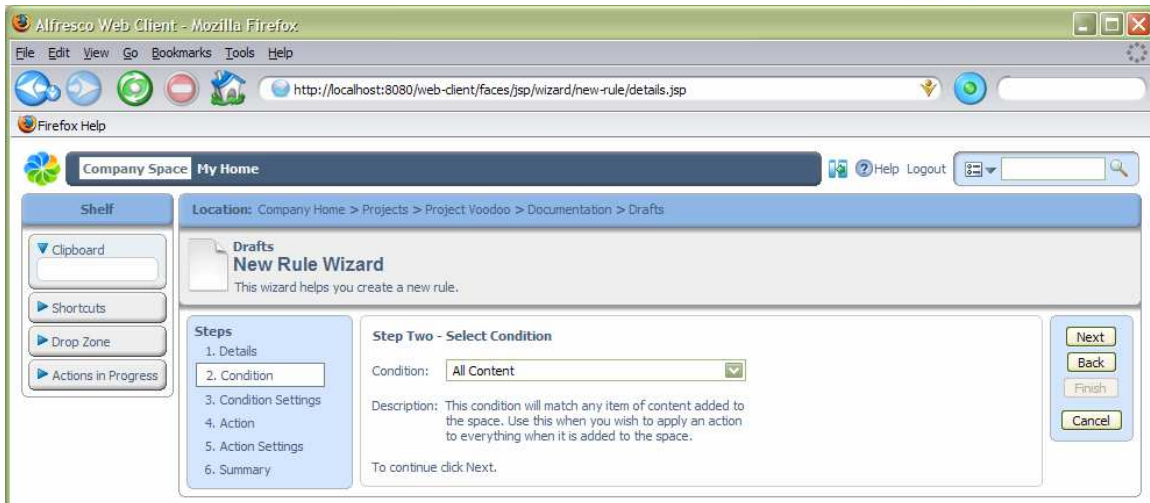 Alfresco Web Client - Mozilla Firefox
File Edit View Go Bookmarks Tools Help
http://localhost:8080/web-client/faces/jsp/wizard/new-rule/details.jsp
Firefox Help
Company Space My Home
Help Logout
Shelf
Location: Company Home > Projects > Project Voodoo > Documentation > Drafts
Clipboard
Shortcuts
Drop Zone
Actions in Progress
Drafts
New Rule Wizard
This wizard helps you create a new rule.
Steps
1. Details
2. Condition
3. Condition Settings
4. Action
5. Action Settings
6. Summary
Step Two - Select Condition
Condition: All Content
Description: This condition will match any item of content added to
the space. Use this when you wish to apply an action
to everything when it is added to the space.
To continue click Next.
Next
Back
Finish
Cancel